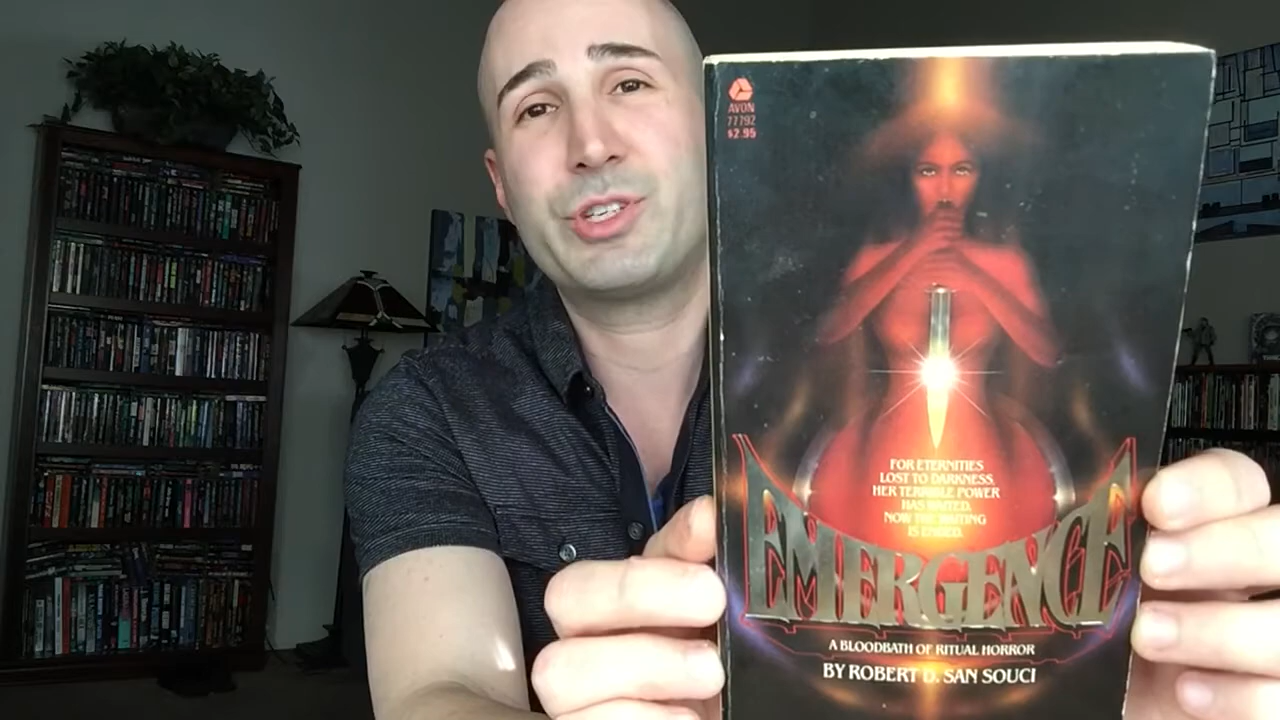 AVON
77792
$2.95
FOR ETERNITIES
LOST TO DARKNESS,
HER TERRIBLE POWER
HAS WAITED.
NOW THE WAITING
IS ENDED.
EMERGENCE
A BLOODBATH OF RITUAL HORROR
BY ROBERT D. SAN SOUCI